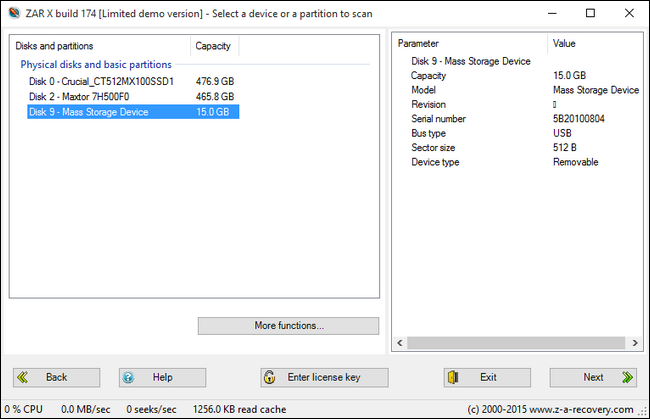 ZAR X build 174 [Limited demo version] - Select a device or a partition to scan
Disks and partitions Capacity
Physical disks and basic partitions
Disk 0 - Crucial_CT512MX100SSD1 476.9 GB
Disk 2 - Maxtor 7H500F0 465.8 GB
Disk 9 - Mass Storage Device 15.0 GB
More functions...
Parameter Value
Disk 9 - Mass Storage Device
Capacity 15.0 GB
Model Mass Storage Device
Revision ▯
Serial number 5B20100804
Bus type USB
Sector size 512 B
Device type Removable
Back Help Enter license key Exit Next
0 % CPU 0.0 MB/sec 0 seeks/sec 1256.0 KB read cache (c) 2000-2015 www.z-a-recovery.com